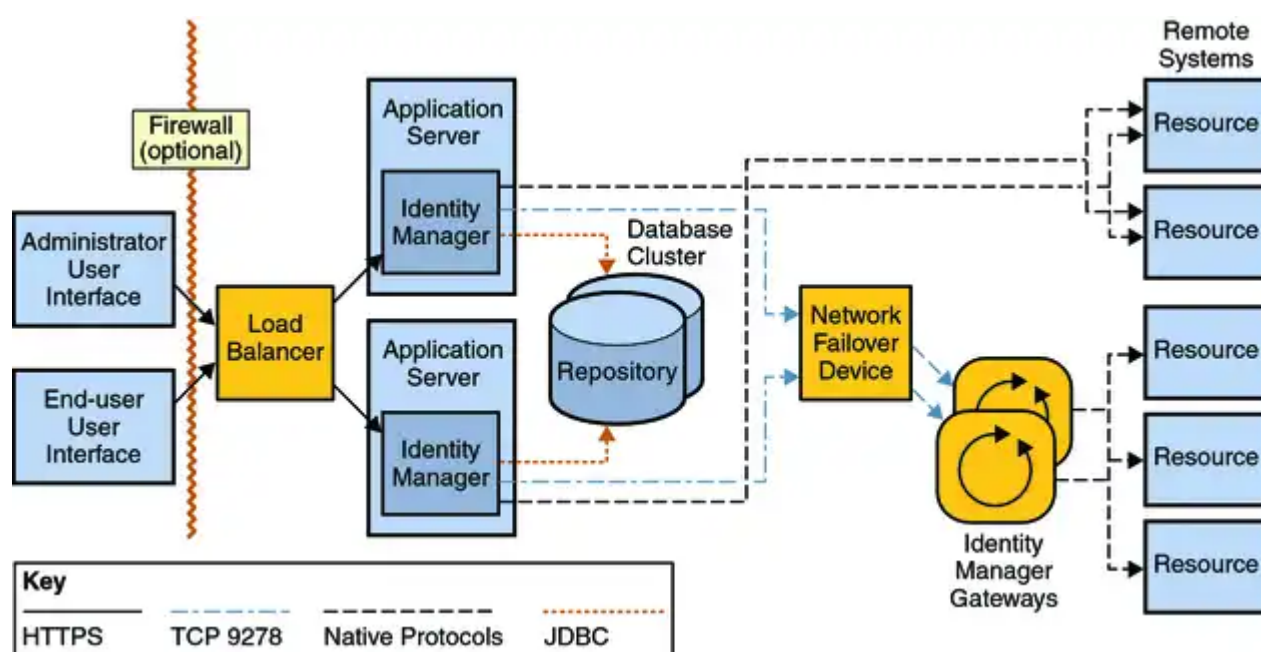 Remote
Systems
Firewall
(optional)
Application
Server
Identity
Manager
Resource
Resource
Administrator
User
Interface
Database
Cluster
Load
Balancer
Repository
Network
Failover
Device
Resource
Application
Server
Identity
Manager
End-user
User
Interface
Resource
Resource
Identity
Manager
Gateways
Key
HTTPS
TCP 9278
Native Protocols
JDBC